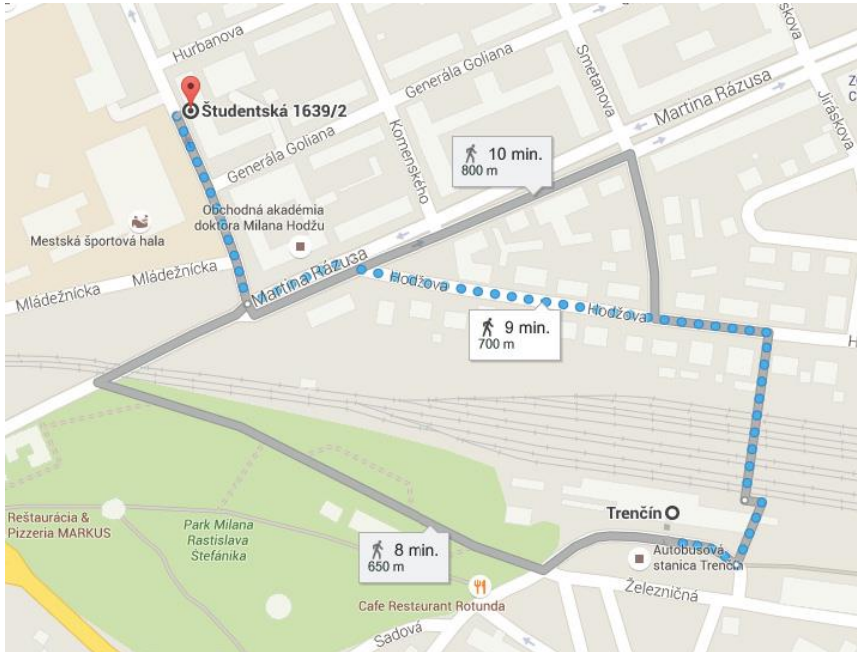 Hurbanova
Generála Goliana
Smetanova
Martina Rázusa
Jiráskova
Študentská 1639/2
Generála Goliana
Komenského
10 min.
800 m
Obchodná akadémia
doktora Milana Hodžu
Mestská športová hala
Mládežnícka
Mládežnícka
Martina Rázusa
Hodžova
Hodžova
9 min.
700 m
Trenčín
Reštaurácia &
Pizzeria MARKUS
Park Milana
Rastislava
Štefánika
8 min.
650 m
Autobusová
stanica Trenčín
Železničná
Cafe Restaurant Rotunda
Sadová